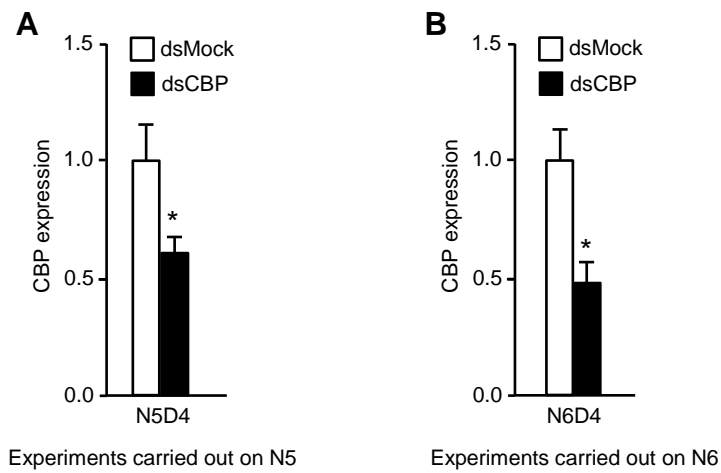 A
1.5
1.0
0.5
0.0
CBP expression
dsMock
dsCBP
*
N5D4
Experiments carried out on N5
B
1.5
1.0
0.5
0.0
CBP expression
dsMock
dsCBP
*
N6D4
Experiments carried out on N6